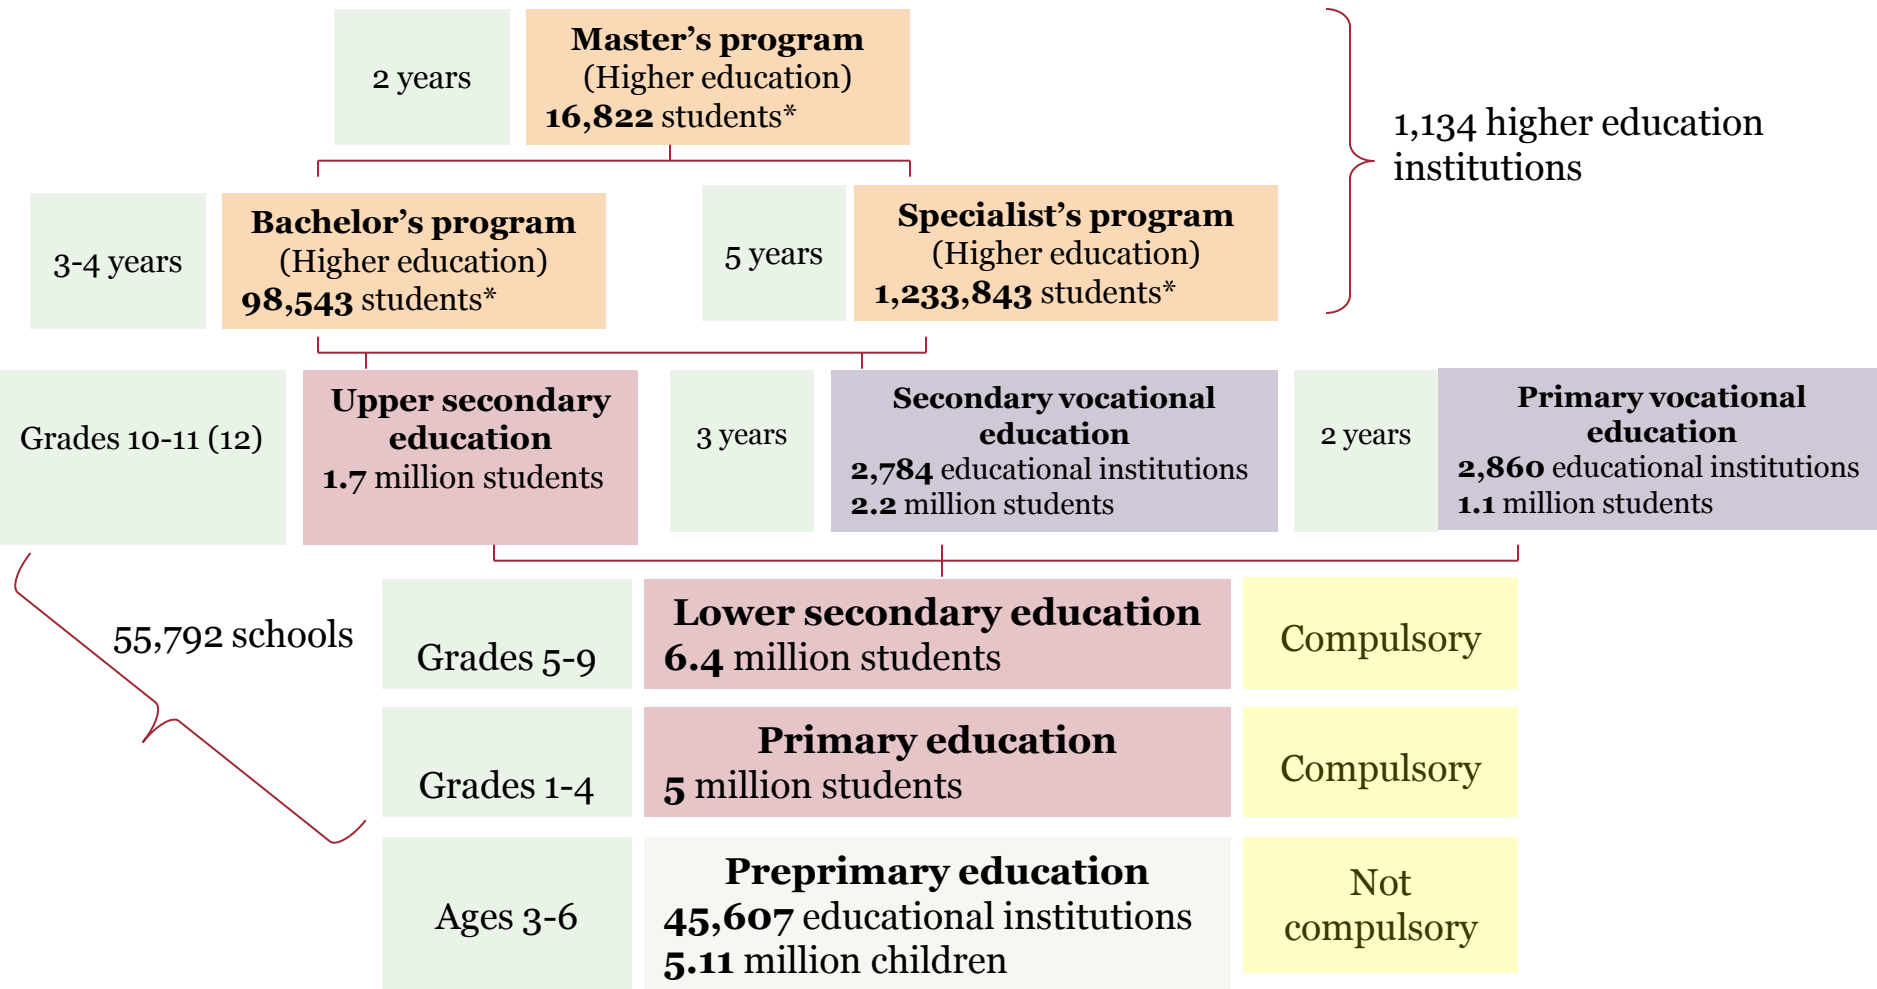 2 years
Master’s program
(Higher education)
16,822 students*
1,134 higher education
institutions
3-4 years
Bachelor’s program
(Higher education)
98,543 students*
5 years
Specialist’s program
(Higher education)
1,233,843 students*
Grades 10-11 (12)
Upper secondary
education
1.7 million students
3 years
Secondary vocational
education
2,784 educational institutions
2.2 million students
2 years
Primary vocational
education
2,860 educational institutions
1.1 million students
55,792 schools
Grades 5-9
Lower secondary education
6.4 million students
Compulsory
Grades 1-4
Primary education
5 million students
Compulsory
Ages 3-6
Preprimary education
45,607 educational institutions
5.11 million children
Not
compulsory